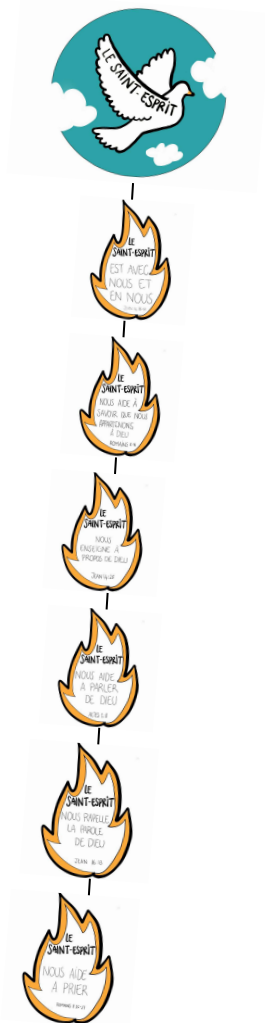 LE SAINT-ESPRIT
LE
SAINT-ESPRIT
EST AVEC
NOUS ET
EN NOUS
LE
SAINT-ESPRIT
NOUS AIDE À
SAVOIR QUE NOUS
APPARTENONS
À DIEU
LE
SAINT-ESPRIT
NOUS
ENSEIGNE À
PROPOS DE DIEU
JEAN 14:26
LE
SAINT-ESPRIT
NOUS AIDE
A PARLER
DE DIEU
ACTES 1:8
LE
SAINT-ESPRIT
NOUS RAPELLE
LA PAROLE
DE DIEU
JEAN
LE
SAINT-ESPRIT
NOUS AIDE
A PRIER
ROMAINS